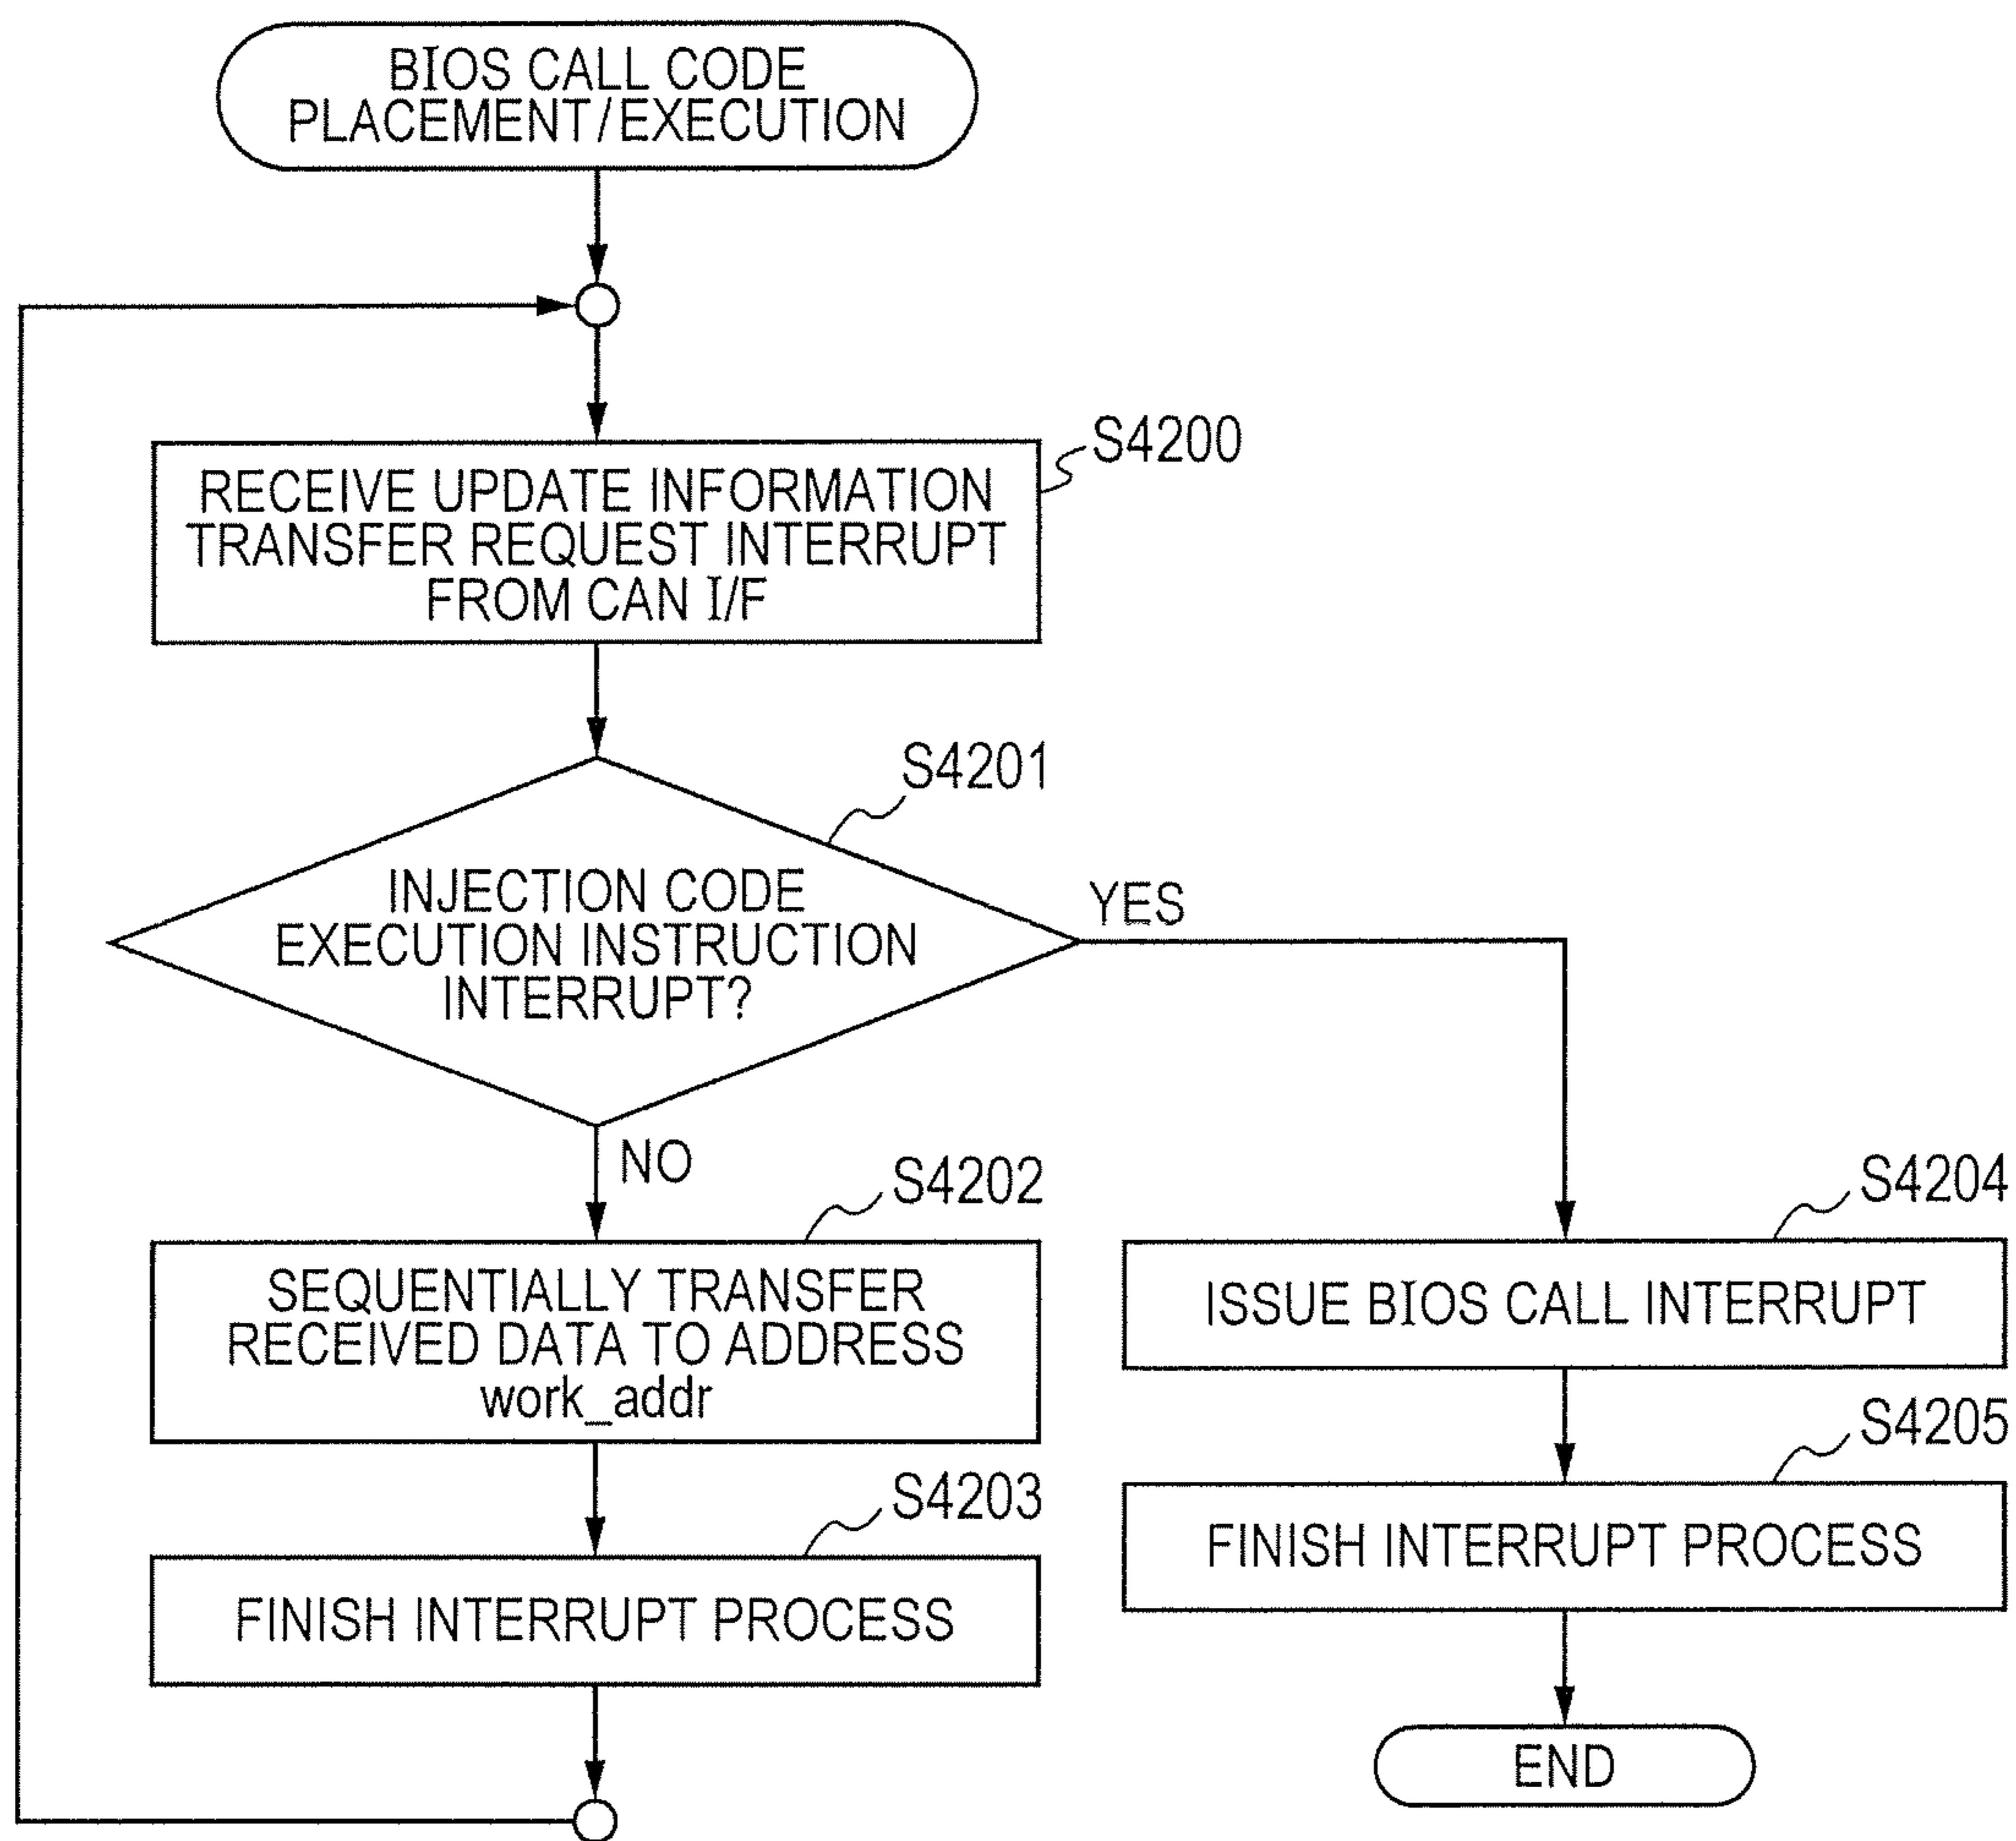 BIOS CALL CODE
PLACEMENT/EXECUTION
S4200
RECEIVE UPDATE INFORMATION
TRANSFER REQUEST INTERRUPT
FROM CAN I/F
S4201
INJECTION CODE
EXECUTION INSTRUCTION
INTERRUPT?
YES
NO
S4202
SEQUENTIALLY TRANSFER
RECEIVED DATA TO ADDRESS
work_addr
S4203
FINISH INTERRUPT PROCESS
S4204
ISSUE BIOS CALL INTERRUPT
S4205
FINISH INTERRUPT PROCESS
END